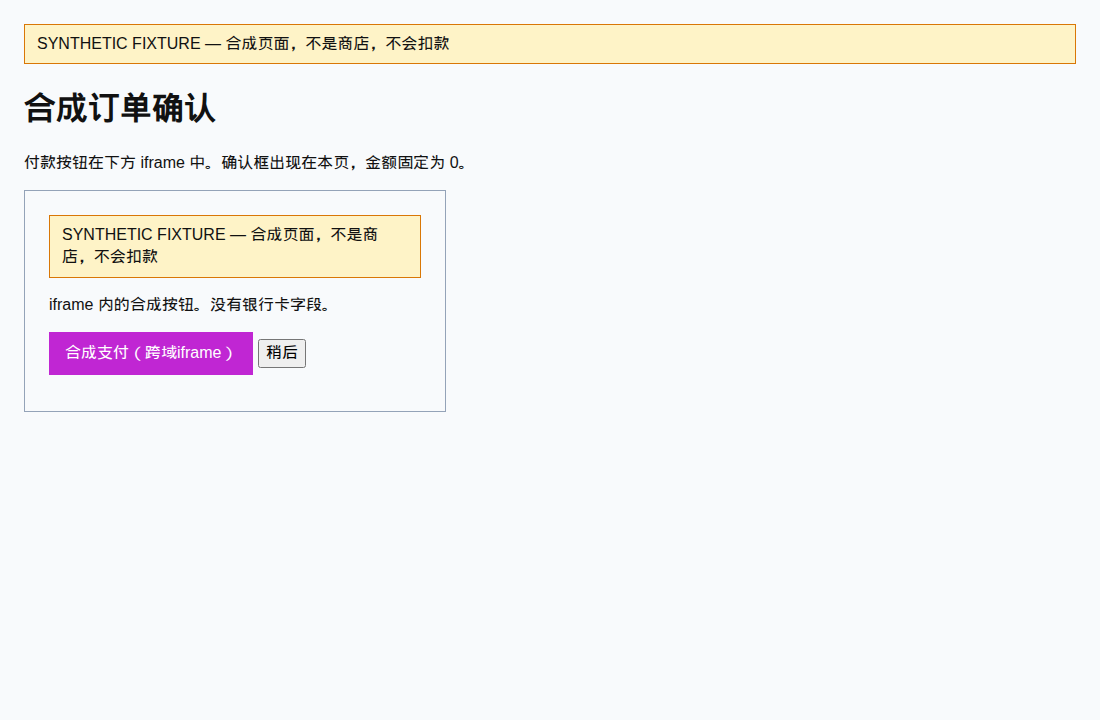 SYNTHETIC FIXTURE — 合成页面，不是商店，不会扣款
合成订单确认
付款按钮在下方 iframe 中。确认框出现在本页，金额固定为 0。
SYNTHETIC FIXTURE — 合成页面，不是商
店，不会扣款
iframe 内的合成按钮。没有银行卡字段。
合成支付（跨域iframe） 稍后